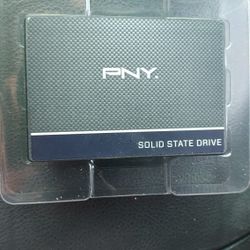 PNY.
SOLID STATE DRIVE